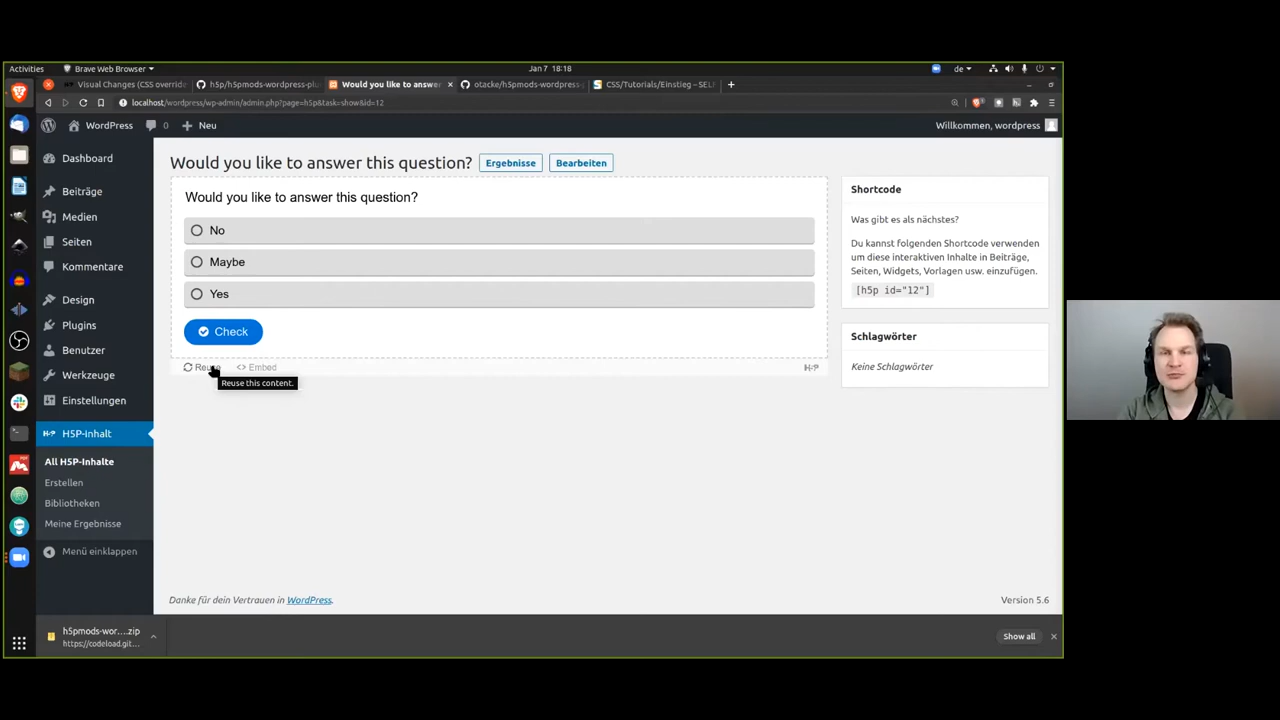 Activities
Brave Web Browser
Jan 7 18:18
de
Visual Changes (CSS override
h5p/h5pmods-wordpress-plu
Would you like to answe
otacke/h5pmods-wordpress
CSS/Tutorials/Einstieg – SEL
localhost/wordpress/wp-admin/admin.php?page=h5p&task=show&id=12
WordPress
0
Neu
Willkommen, wordpress
Dashboard
Beiträge
Medien
Seiten
Kommentare
Design
Plugins
Benutzer
Werkzeuge
Einstellungen
H5P-Inhalt
All H5P-Inhalte
Erstellen
Bibliotheken
Meine Ergebnisse
Menü einklappen
Would you like to answer this question?
Ergebnisse
Bearbeiten
Would you like to answer this question?
No
Maybe
Yes
Check
Reuse
<> Embed
H5P
Reuse this content.
Shortcode
Was gibt es als nächstes?
Du kannst folgenden Shortcode verwenden
um diese interaktiven Inhalte in Beiträge,
Seiten, Widgets, Vorlagen usw. einzufügen.
[h5p id="12"]
Schlagwörter
Keine Schlagwörter
Danke für dein Vertrauen in WordPress.
Version 5.6
h5pmods-wor....zip
https://codeload.git...
Show all